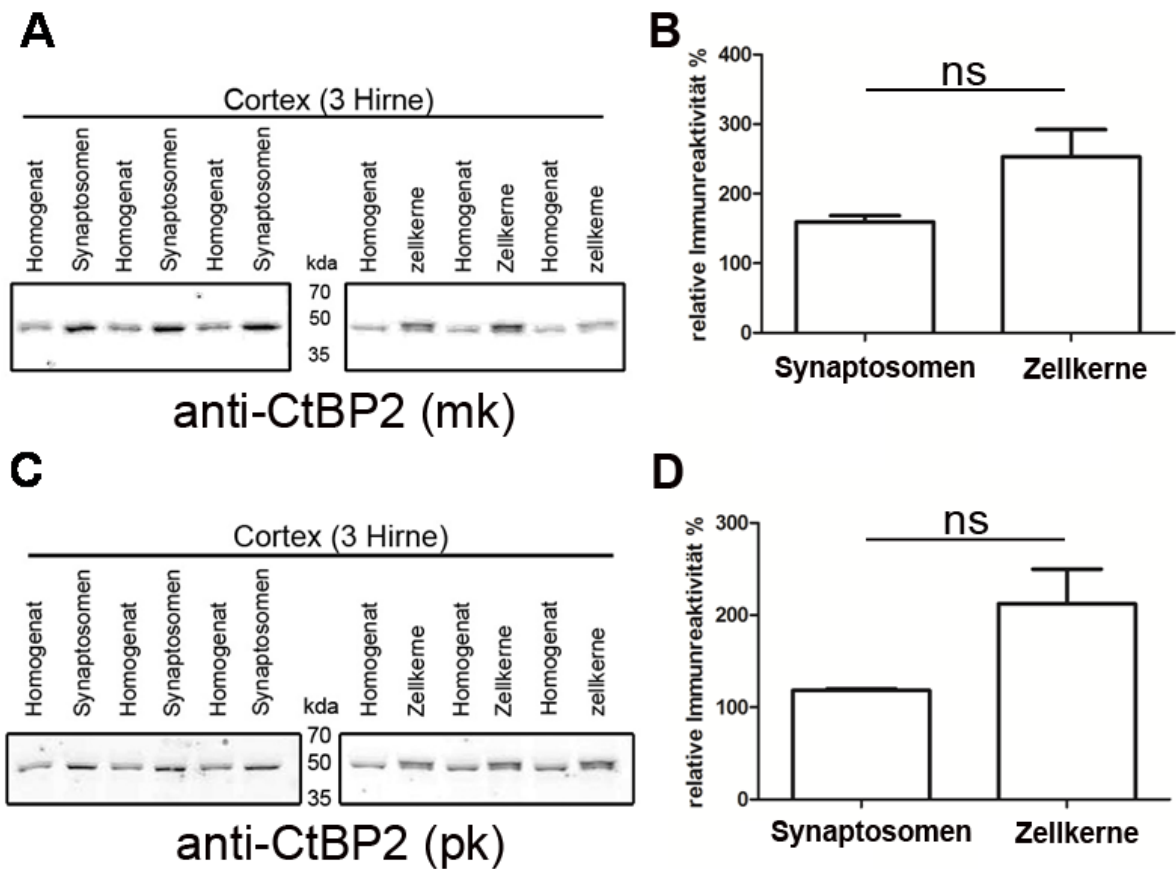 A
Cortex (3 Hirne)
Homogenat
Synaptosomen
Homogenat
Synaptosomen
Homogenat
Synaptosomen
kda
Homogenat
zellkerne
Homogenat
Zellkerne
Homogenat
zellkerne
70
50
35
anti-CtBP2 (mk)
B
relative Immunreaktivität %
400
300
200
100
0
ns
Synaptosomen
Zellkerne
C
Cortex (3 Hirne)
Homogenat
Synaptosomen
Homogenat
Synaptosomen
Homogenat
Synaptosomen
kda
Homogenat
Zellkerne
Homogenat
Zellkerne
Homogenat
zellkerne
70
50
35
anti-CtBP2 (pk)
D
relative Immunreaktivität %
300
200
100
0
ns
Synaptosomen
Zellkerne